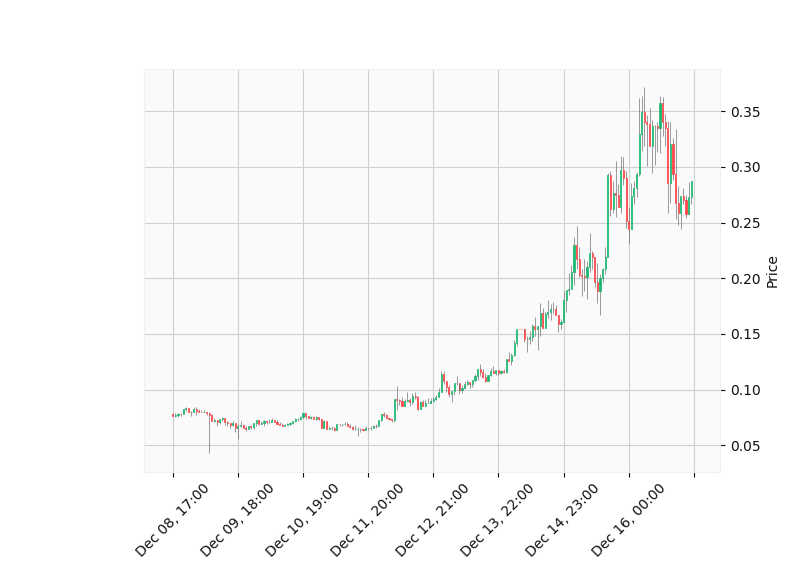 0.35
0.30
0.25
0.20
0.15
0.10
0.05
Price
Dec 08, 17:00
Dec 09, 18:00
Dec 10, 19:00
Dec 11, 20:00
Dec 12, 21:00
Dec 13, 22:00
Dec 14, 23:00
Dec 16, 00:00